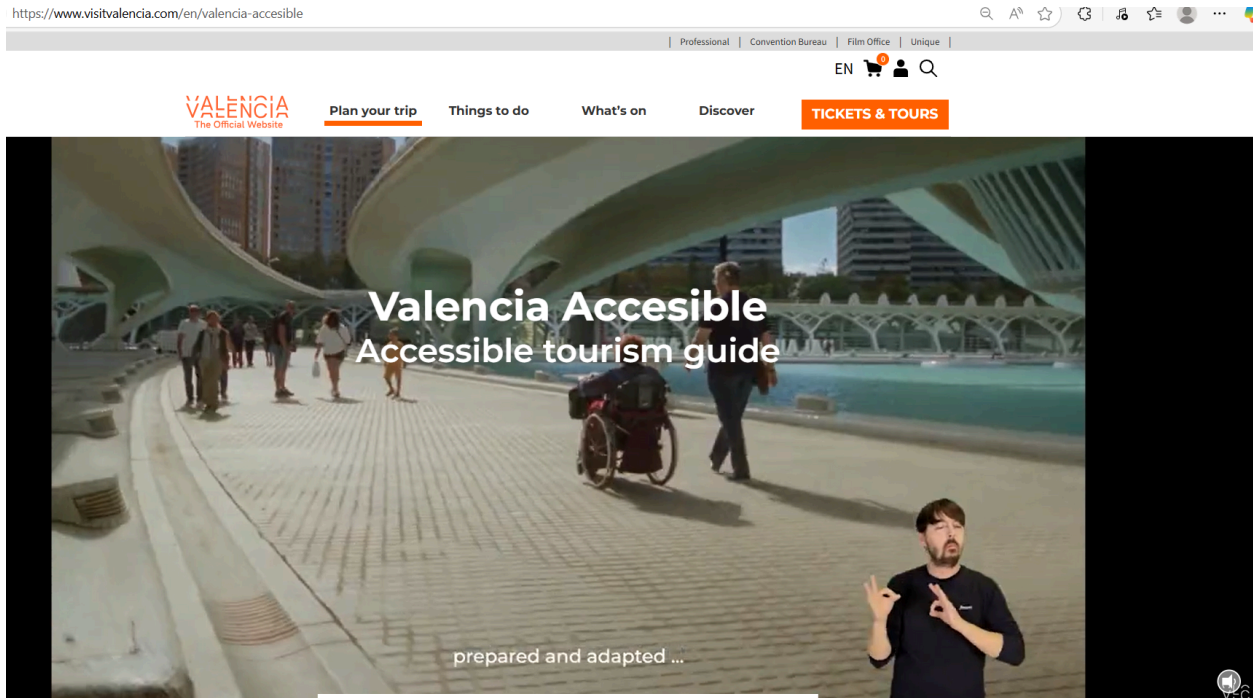 https://www.visitvalencia.com/en/valencia-accesible
| Professional | Convention Bureau | Film Office | Unique |
EN 0
VALENCIA
The Official Website
Plan your trip Things to do What's on Discover TICKETS & TOURS
Valencia Accesible
Accessible tourism guide
prepared and adapted ...